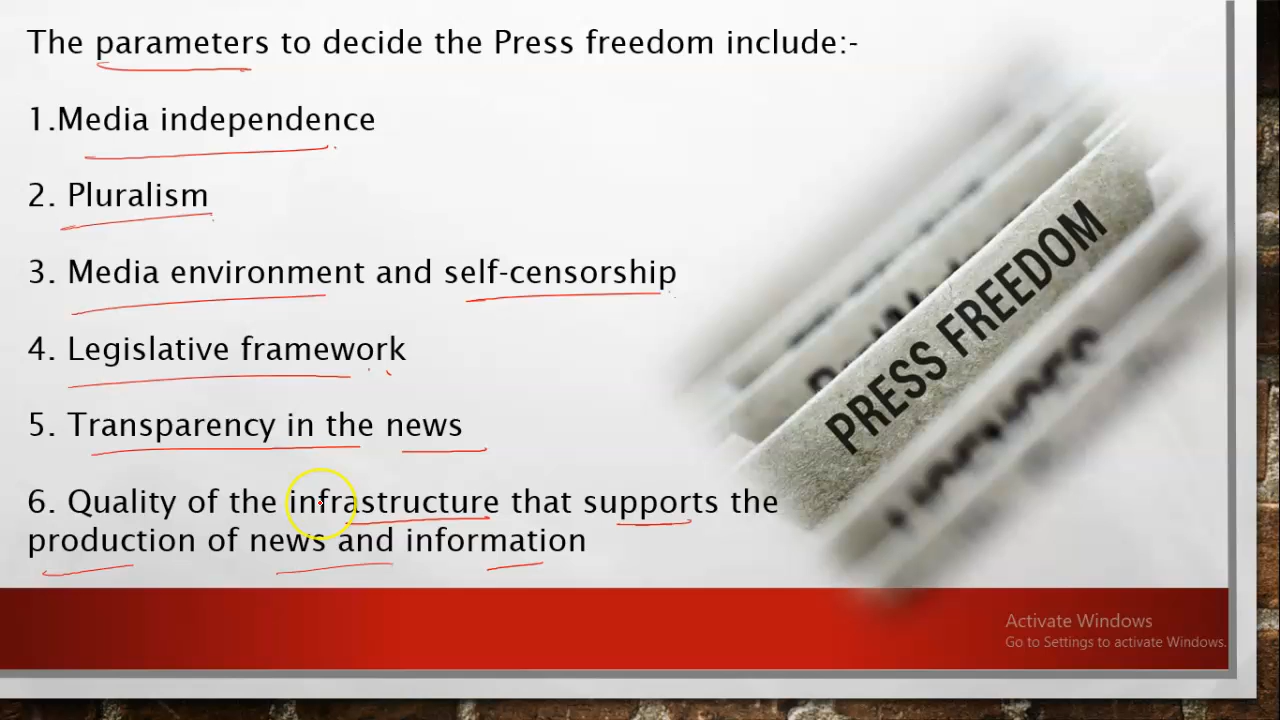 The parameters to decide the Press freedom include:-
1.Media independence
2. Pluralism
3. Media environment and self-censorship
4. Legislative framework
5. Transparency in the news
6. Quality of the infrastructure that supports the
production of news and information
PRESS FREEDOM
Activate Windows
Go to Settings to activate Windows.